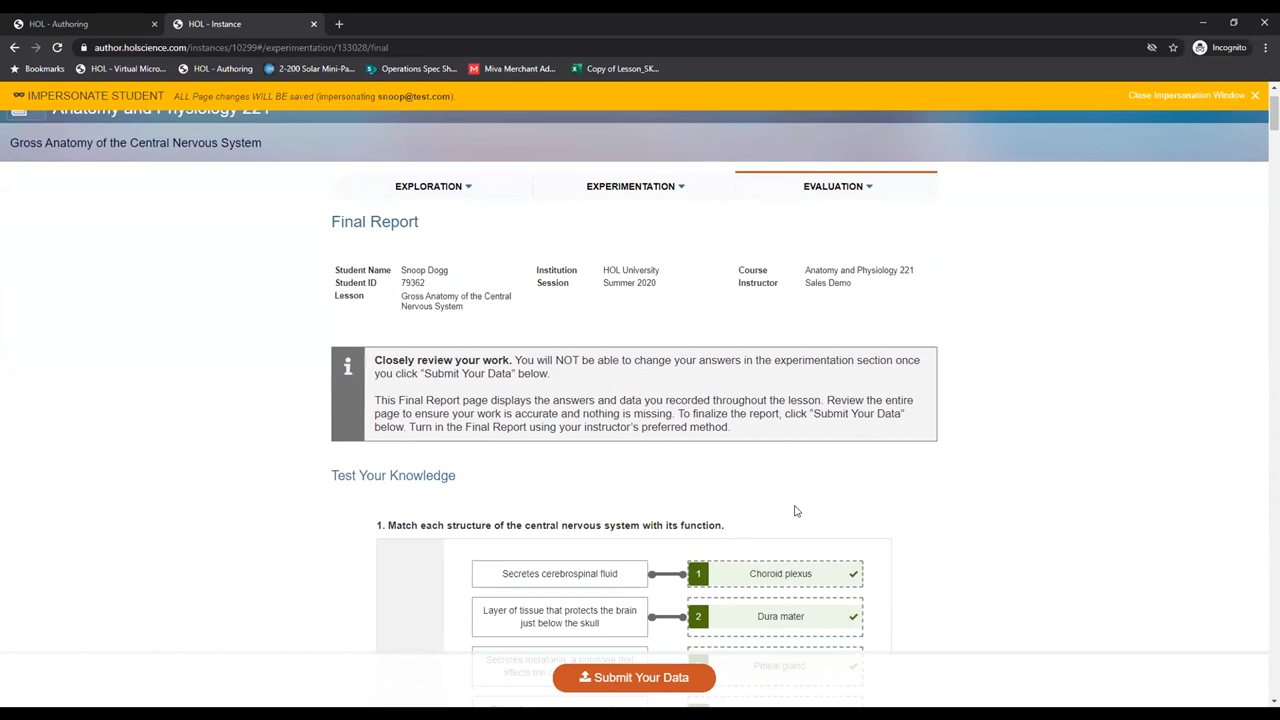 HOL - Authoring
HOL - Instance
author.holscience.com/instances/10299#/experimentation/133028/final
Incognito
Bookmarks
HOL - Virtual Micro...
HOL - Authoring
2-200 Solar Mini-Pa...
Operations Spec Sh...
Miva Merchant Ad...
Copy of Lesson_SK...
IMPERSONATE STUDENT ALL Page changes WILL BE saved (impersonating snoop@test.com).
Close Impersonation Window
Anatomy and Physiology 221
Gross Anatomy of the Central Nervous System
EXPLORATION
EXPERIMENTATION
EVALUATION
Final Report
Student Name Snoop Dogg
Institution HOL University
Course Anatomy and Physiology 221
Student ID 79362
Session Summer 2020
Instructor Sales Demo
Lesson Gross Anatomy of the Central
Nervous System
Closely review your work. You will NOT be able to change your answers in the experimentation section once
you click "Submit Your Data" below.
This Final Report page displays the answers and data you recorded throughout the lesson. Review the entire
page to ensure your work is accurate and nothing is missing. To finalize the report, click "Submit Your Data"
below. Turn in the Final Report using your instructor's preferred method.
Test Your Knowledge
1. Match each structure of the central nervous system with its function.
Secretes cerebrospinal fluid
1 Choroid plexus
Layer of tissue that protects the brain
just below the skull
2 Dura mater
Secretes melatonin, a hormone that
affects the
Pineal gland
Submit Your Data